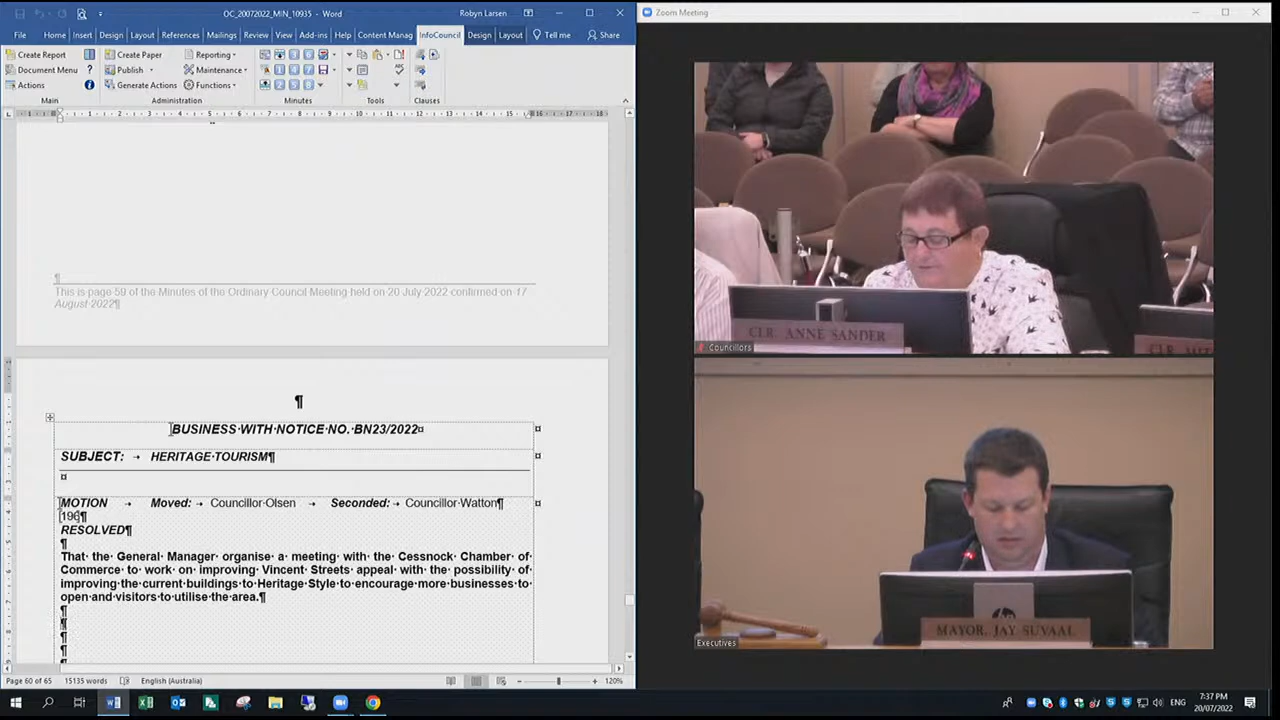 OC_20072022_MIN_10935 - Word
Robyn Larsen
File Home Insert Design Layout References Mailings Review View Add-ins Help Content Manag InfoCouncil Design Layout Tell me Share
Create Report
Create Paper
Reporting
Document Menu
Publish
Maintenance
Actions
Generate Actions
Functions
Main Administration Minutes Tools Clauses
This is page 59 of the Minutes of the Ordinary Council Meeting held on 20 July 2022 confirmed on 17
August 2022
BUSINESS WITH NOTICE NO. BN23/2022
SUBJECT: HERITAGE TOURISM
MOTION Moved: Councillor Olsen Seconded: Councillor Watton
196
RESOLVED
That the General Manager organise a meeting with the Cessnock Chamber of
Commerce to work on improving Vincent Streets appeal with the possibility of
improving the current buildings to Heritage Style to encourage more businesses to
open and visitors to utilise the area.
Page 60 of 65 15135 words English (Australia) 120%
Zoom Meeting
CLR. ANNE SANDER
Councillors
MAYOR. JAY SUVAAL
Executives
ENG
7:37 PM
20/07/2022